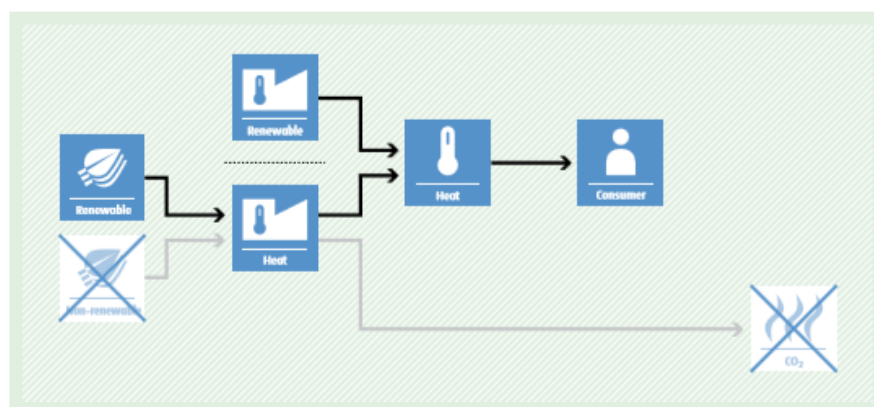 Renewable
Renewable
Heat
Consumer
Heat
Non-renewable
CO₂